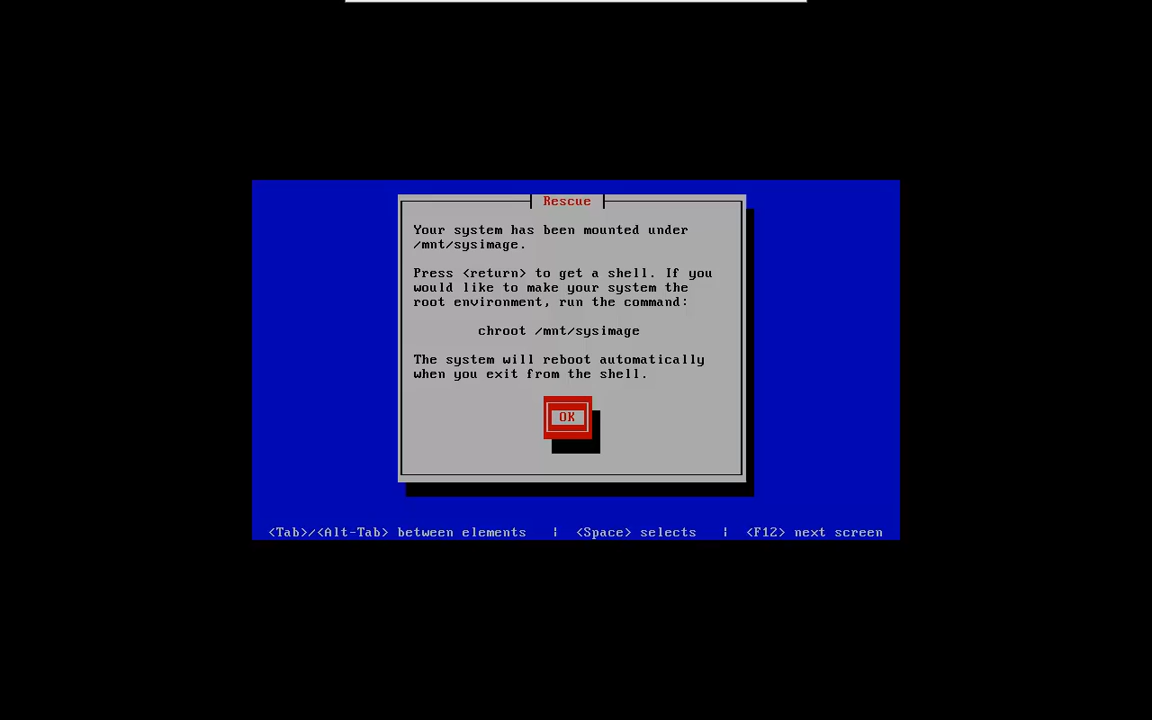 Rescue
Your system has been mounted under
/mnt/sysimage.
Press <return> to get a shell. If you
would like to make your system the
root environment, run the command:
chroot /mnt/sysimage
The system will reboot automatically
when you exit from the shell.
OK
<Tab>/<Alt-Tab> between elements | <Space> selects | <F12> next screen